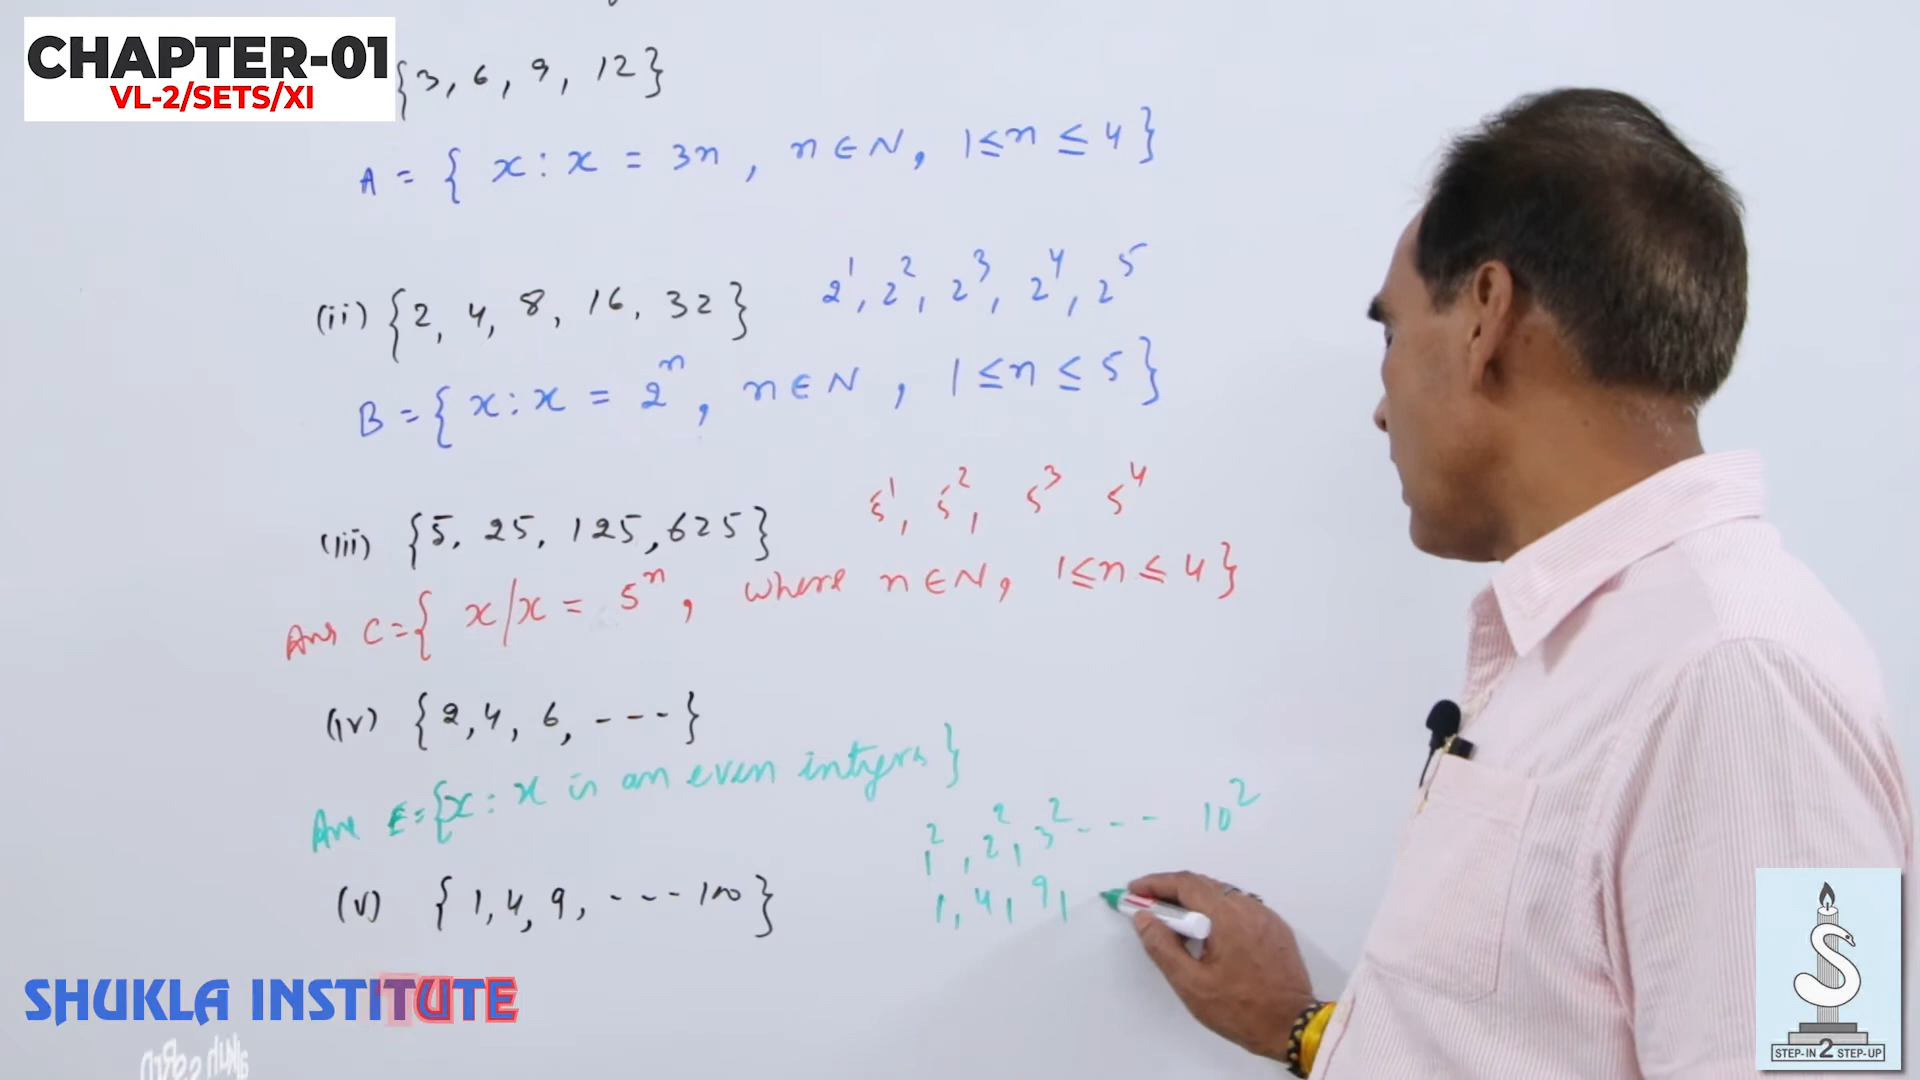 CHAPTER-01
VL-2/SETS/XI
{3, 6, 9, 12}
A = { x : x = 3n , n ∈ N, 1 ≤ n ≤ 4 }
(ii) {2, 4, 8, 16, 32} 2¹, 2², 2³, 2⁴, 2⁵
B = { x : x = 2ⁿ, n ∈ N , 1 ≤ n ≤ 5 }
(iii) {5, 25, 125, 625} 5¹, 5², 5³ 5⁴
Ans C = { x/x = 5ⁿ, where n ∈ N, 1 ≤ n ≤ 4 }
(iv) {2, 4, 6, ----}
Ans E = {x : x is an even integers}
1², 2², 3² --- 10²
(v) { 1, 4, 9, ---- 100 } 1, 4, 9,
SHUKLA INSTITUTE
S
STEP-IN 2 STEP-UP